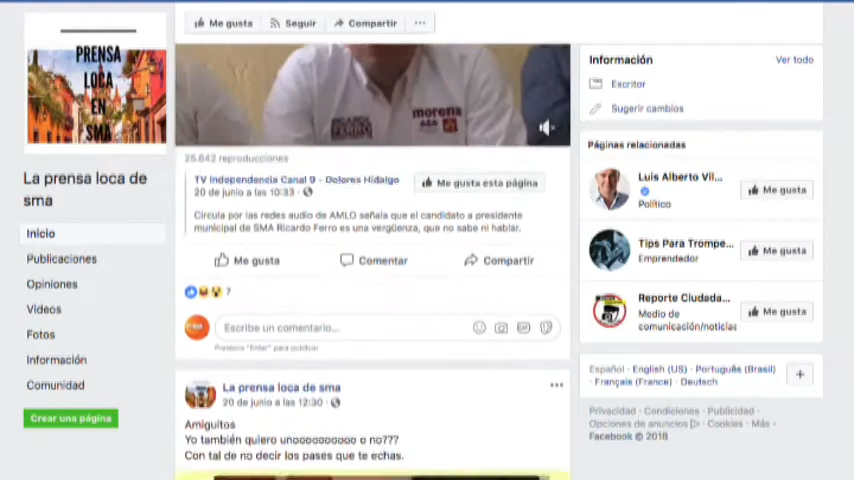 Me gusta
Seguir
Compartir
PRENSA
LOCA
EN
SMA
La prensa loca de
sma
Inicio
Publicaciones
Opiniones
Videos
Fotos
Información
Comunidad
Crear una página
RICARDO
FERRO
morena
25.642 reproducciones
TV Independencia Canal 9 - Dolores Hidalgo
20 de junio a las 10:33 ·
Me gusta esta página
Circula por las redes audio de AMLO señala que el candidato a presidente
municipal de SMA Ricardo Ferro es una vergüenza, que no sabe ni hablar.
Me gusta
Comentar
Compartir
7
Escribe un comentario...
GIF
Presiona "Enter" para publicar.
La prensa loca de sma
20 de junio a las 12:30 ·
Amiguitos
Yo también quiero unoooooooooo o no???
Con tal de no decir los pases que te echas.
Información
Ver todo
Escritor
Sugerir cambios
Páginas relacionadas
Luis Alberto Vil...
Político
Me gusta
Tips Para Trompe...
Emprendedor
Me gusta
Reporte Ciudada...
Medio de
comunicación/noticias
Me gusta
Español · English (US) · Português (Brasil)
· Français (France) · Deutsch
Privacidad · Condiciones · Publicidad ·
Opciones de anuncios · Cookies · Más ·
Facebook © 2018